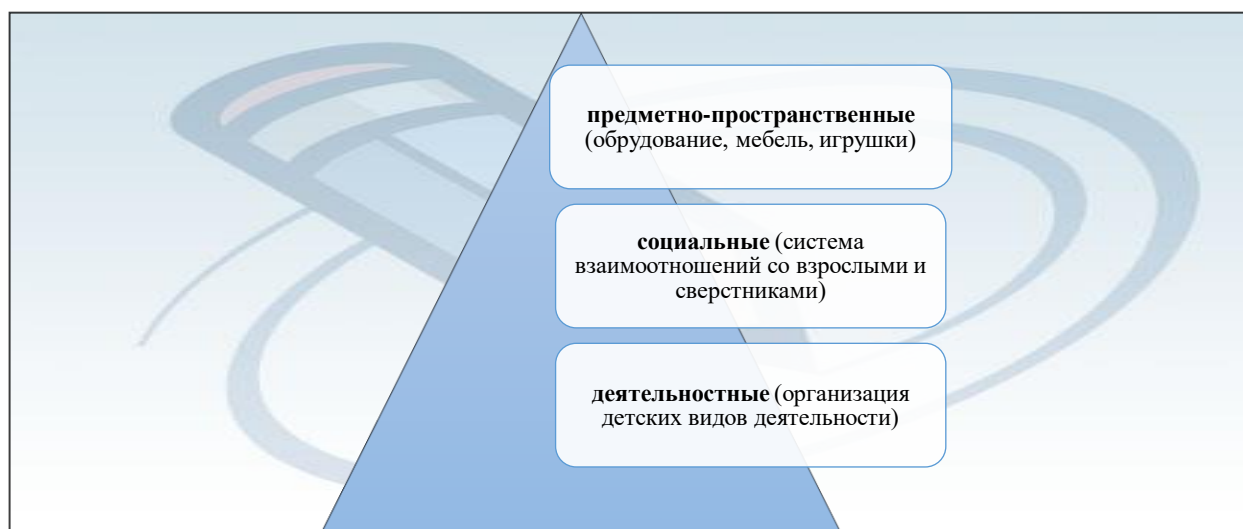 предметно-пространственные
(обрудование, мебель, игрушки)
социальные (система
взаимоотношений со взрослыми и
сверстниками)
деятельностные (организация
детских видов деятельности)